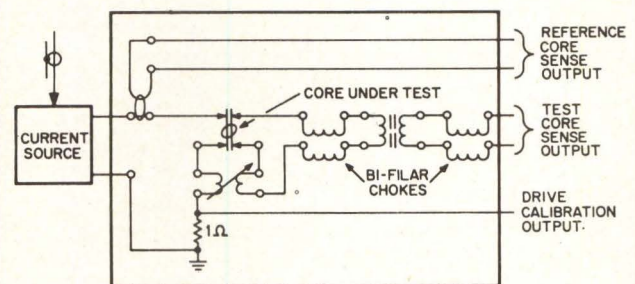 REFERENCE
CORE
SENSE
OUTPUT
CORE UNDER TEST
TEST
CORE
SENSE
OUTPUT
CURRENT
SOURCE
BI-FILAR
CHOKES
DRIVE
CALIBRATION
OUTPUT.
1Ω